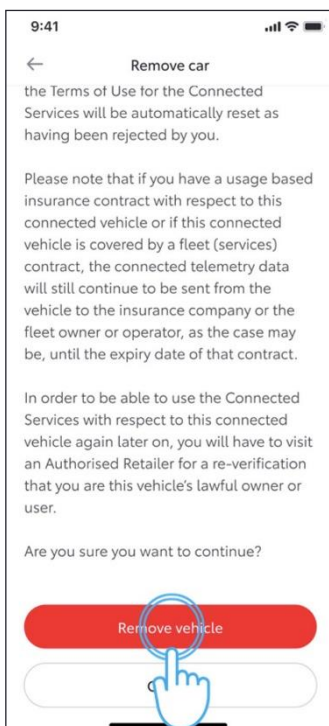 9:41
Remove car
the Terms of Use for the Connected
Services will be automatically reset as
having been rejected by you.
Please note that if you have a usage based
insurance contract with respect to this
connected vehicle or if this connected
vehicle is covered by a fleet (services)
contract, the connected telemetry data
will still continue to be sent from the
vehicle to the insurance company or the
fleet owner or operator, as the case may
be, until the expiry date of that contract.
In order to be able to use the Connected
Services with respect to this connected
vehicle again later on, you will have to visit
an Authorised Retailer for a re-verification
that you are this vehicle's lawful owner or
user.
Are you sure you want to continue?
Remove vehicle